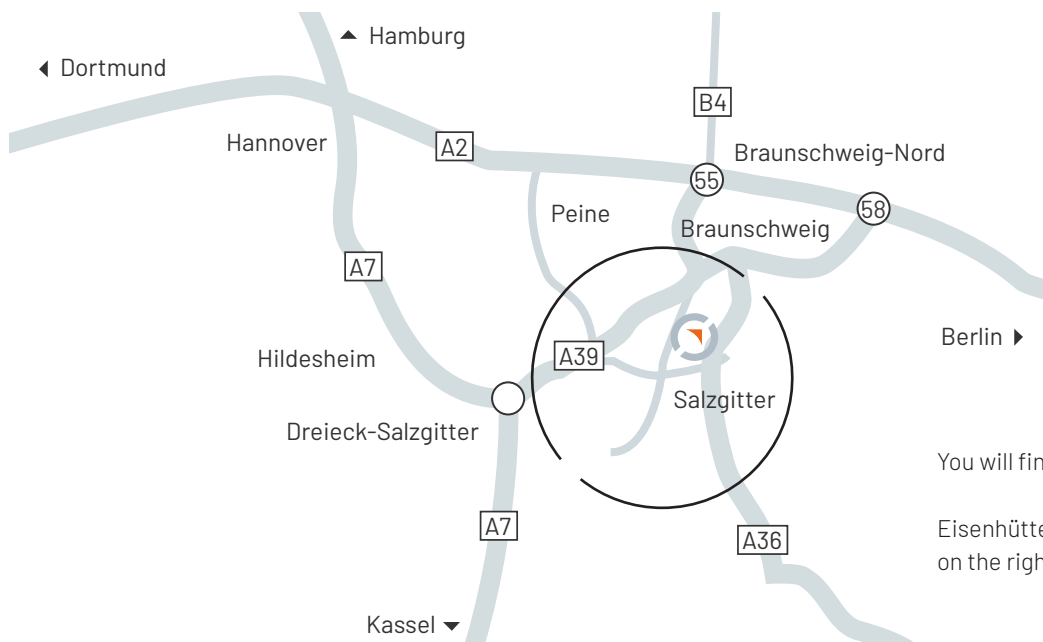 Hamburg
Dortmund
B4
Hannover
A2
Braunschweig-Nord
55
58
Peine
Braunschweig
A7
Berlin
A39
Hildesheim
Salzgitter
Dreieck-Salzgitter
You will fin
A7
A36
Eisenhütte
on the righ
Kassel